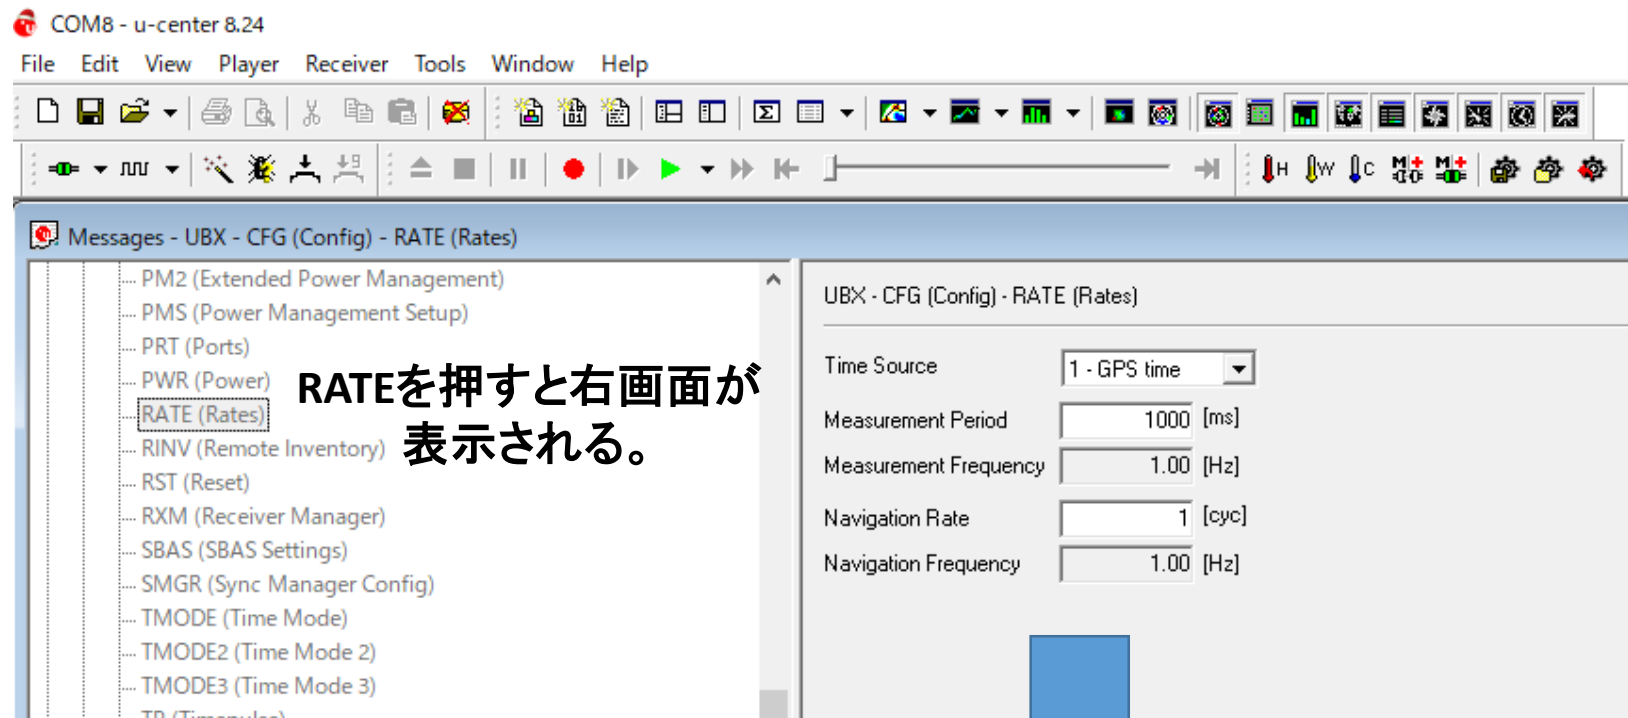 COM8 - u-center 8.24
File Edit View Player Receiver Tools Window Help
H W C
Messages - UBX - CFG (Config) - RATE (Rates)
PM2 (Extended Power Management)
PMS (Power Management Setup)
PRT (Ports)
PWR (Power)
RATE (Rates)
RINV (Remote Inventory)
RST (Reset)
RXM (Receiver Manager)
SBAS (SBAS Settings)
SMGR (Sync Manager Config)
TMODE (Time Mode)
TMODE2 (Time Mode 2)
TMODE3 (Time Mode 3)
TP (Timepulse)
RATEを押すと右画面が
表示される。
UBX - CFG (Config) - RATE (Rates)
Time Source 1 - GPS time
Measurement Period 1000 [ms]
Measurement Frequency 1.00 [Hz]
Navigation Rate 1 [cyc]
Navigation Frequency 1.00 [Hz]